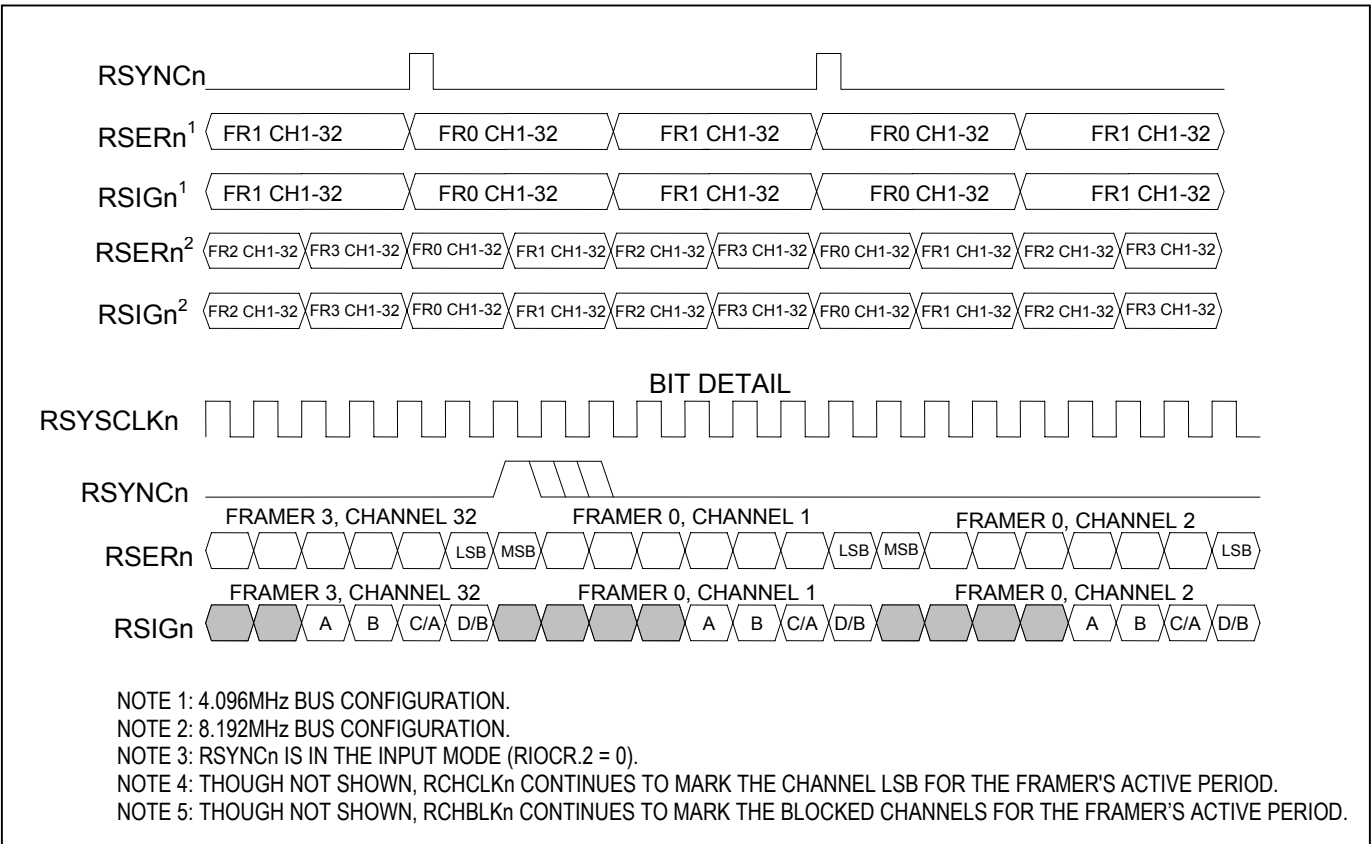 RSYNCn
RSERn1 FR1 CH1-32 FR0 CH1-32 FR1 CH1-32 FR0 CH1-32 FR1 CH1-32
RSIGn1 FR1 CH1-32 FR0 CH1-32 FR1 CH1-32 FR0 CH1-32 FR1 CH1-32
RSERn2 FR2 CH1-32 FR3 CH1-32 FR0 CH1-32 FR1 CH1-32 FR2 CH1-32 FR3 CH1-32 FR0 CH1-32 FR1 CH1-32 FR2 CH1-32 FR3 CH1-32
RSIGn2 FR2 CH1-32 FR3 CH1-32 FR0 CH1-32 FR1 CH1-32 FR2 CH1-32 FR3 CH1-32 FR0 CH1-32 FR1 CH1-32 FR2 CH1-32 FR3 CH1-32
BIT DETAIL
RSYSCLKn
RSYNCn
FRAMER 3, CHANNEL 32 FRAMER 0, CHANNEL 1 FRAMER 0, CHANNEL 2
RSERn LSB MSB LSB MSB LSB
FRAMER 3, CHANNEL 32 FRAMER 0, CHANNEL 1 FRAMER 0, CHANNEL 2
RSIGn A B C/A D/B A B C/A D/B A B C/A D/B
NOTE 1: 4.096MHz BUS CONFIGURATION.
NOTE 2: 8.192MHz BUS CONFIGURATION.
NOTE 3: RSYNCn IS IN THE INPUT MODE (RIOCR.2 = 0).
NOTE 4: THOUGH NOT SHOWN, RCHCLKn CONTINUES TO MARK THE CHANNEL LSB FOR THE FRAMER'S ACTIVE PERIOD.
NOTE 5: THOUGH NOT SHOWN, RCHBLKn CONTINUES TO MARK THE BLOCKED CHANNELS FOR THE FRAMER'S ACTIVE PERIOD.